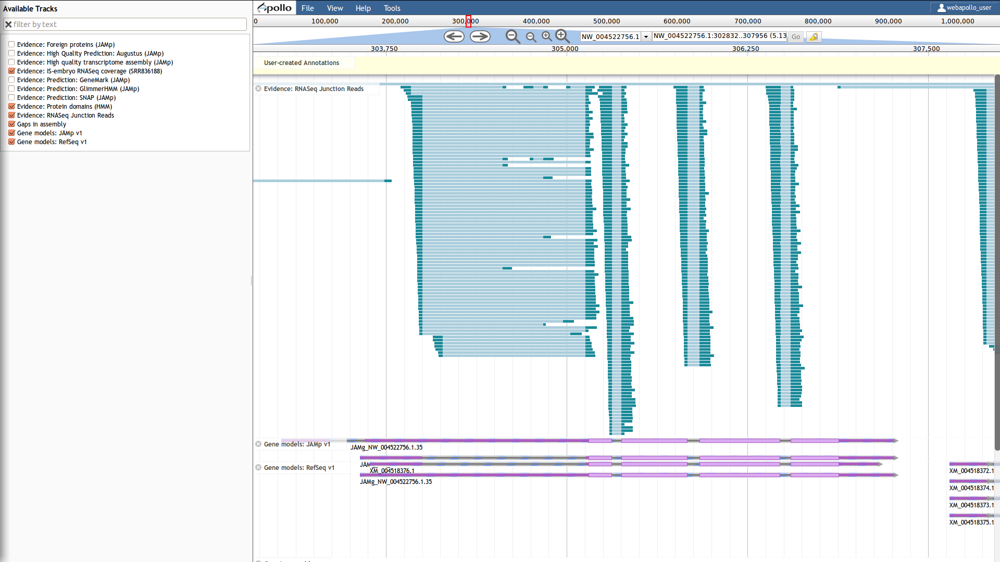 Available Tracks
filter by text
Evidence: Foreign proteins (JAMp)
Evidence: High Quality Prediction: Augustus (JAMp)
Evidence: High quality transcriptome assembly (JAMp)
Evidence: IS-embryo RNASeq coverage (SRR836188)
Evidence: Prediction: GeneMark (JAMp)
Evidence: Prediction: GlimmerHMM (JAMp)
Evidence: Prediction: SNAP (JAMp)
Evidence: Protein domains (HMM)
Evidence: RNASeq Junction Reads
Gaps in assembly
Gene models: JAMp v1
Gene models: RefSeq v1
Apollo File View Help Tools webapollo_user
0 100,000 200,000 300,000 400,000 500,000 600,000 700,000 800,000 900,000 1,000,000
NW_004522756.1 NW_004522756.1:302832..307956 (5.13 Go
303,750 305,000 306,250 307,500
User-created Annotations
Evidence: RNASeq Junction Reads
Gene models: JAMp v1
JAMg_NW_004522756.1.35
JAM
Gene models: RefSeq v1
XM_004518376.1 XM_004518372.1
JAMg_NW_004522756.1.35
XM_004518374.1
XM_004518373.1
XM_004518375.1